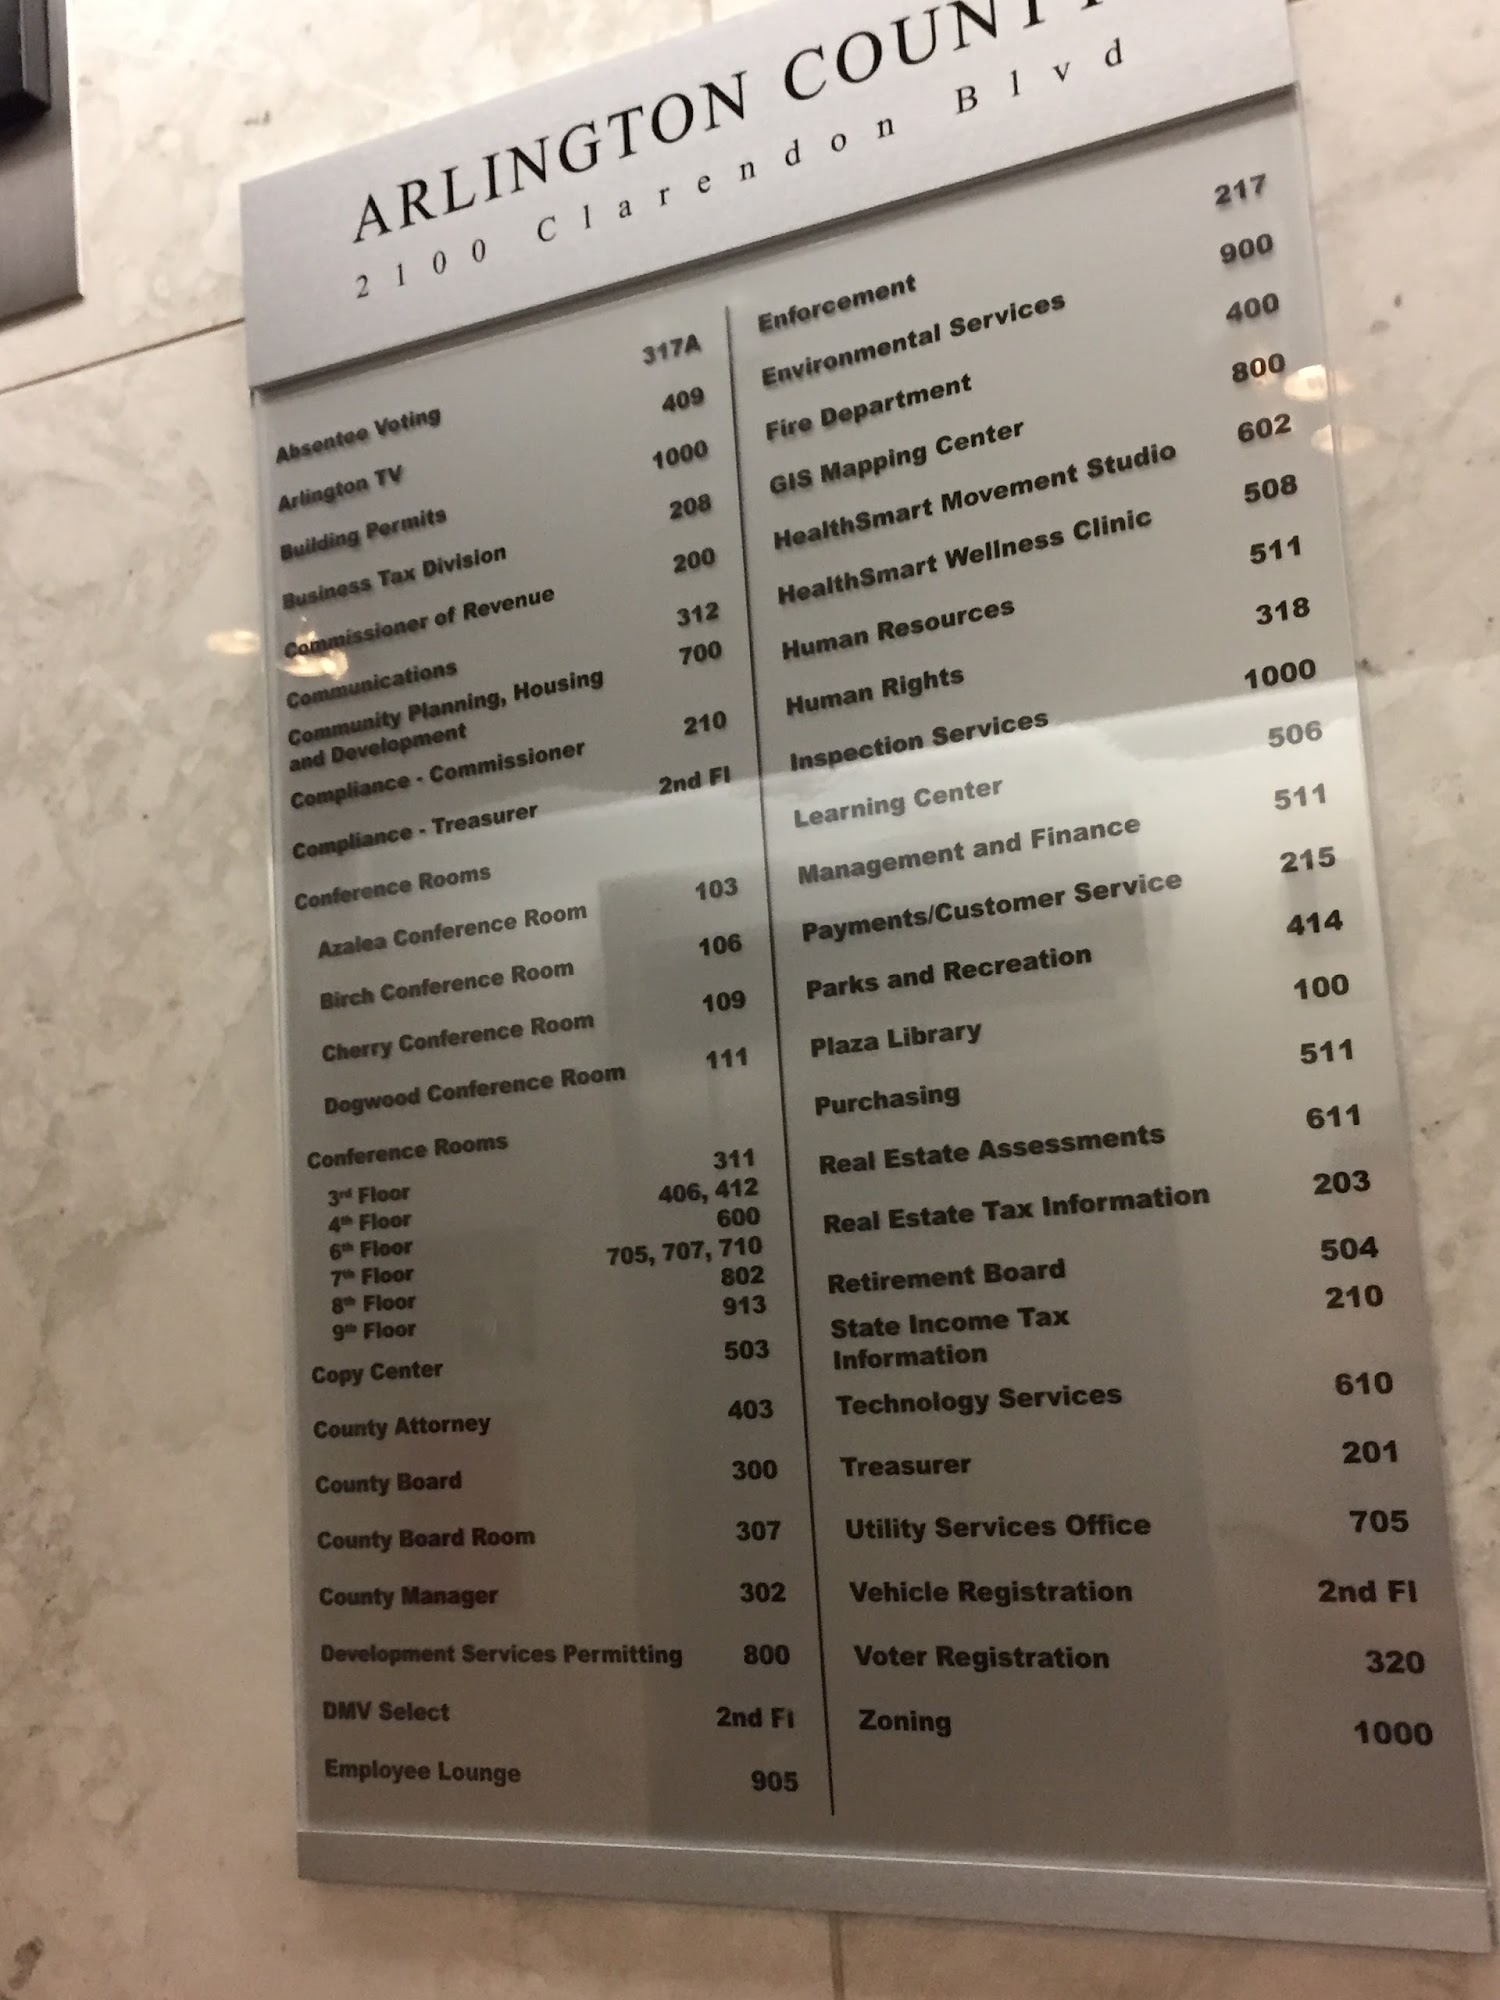 ARLINGTON COUNTY
2100 Clarendon Blvd
Absentee Voting 317A
Arlington TV 409
Building Permits 1000
Business Tax Division 208
Commissioner of Revenue 200
Communications 312
Community Planning, Housing 700
and Development
Compliance - Commissioner 210
Compliance - Treasurer 2nd Fl
Conference Rooms
Azalea Conference Room 103
Birch Conference Room 106
Cherry Conference Room 109
Dogwood Conference Room 111
Conference Rooms
3rd Floor 311
4th Floor 406, 412
6th Floor 600
7th Floor 705, 707, 710
8th Floor 802
9th Floor 913
Copy Center 503
County Attorney 403
County Board 300
County Board Room 307
County Manager 302
Development Services Permitting 800
DMV Select 2nd Fl
Employee Lounge 905
Enforcement 217
Environmental Services 900
Fire Department 400
GIS Mapping Center 800
HealthSmart Movement Studio 602
HealthSmart Wellness Clinic 508
Human Resources 511
Human Rights 318
Inspection Services 1000
Learning Center 506
Management and Finance 511
Payments/Customer Service 215
Parks and Recreation 414
Plaza Library 100
Purchasing 511
Real Estate Assessments 611
Real Estate Tax Information 203
Retirement Board 504
State Income Tax 210
Information
Technology Services 610
Treasurer 201
Utility Services Office 705
Vehicle Registration 2nd Fl
Voter Registration 320
Zoning 1000